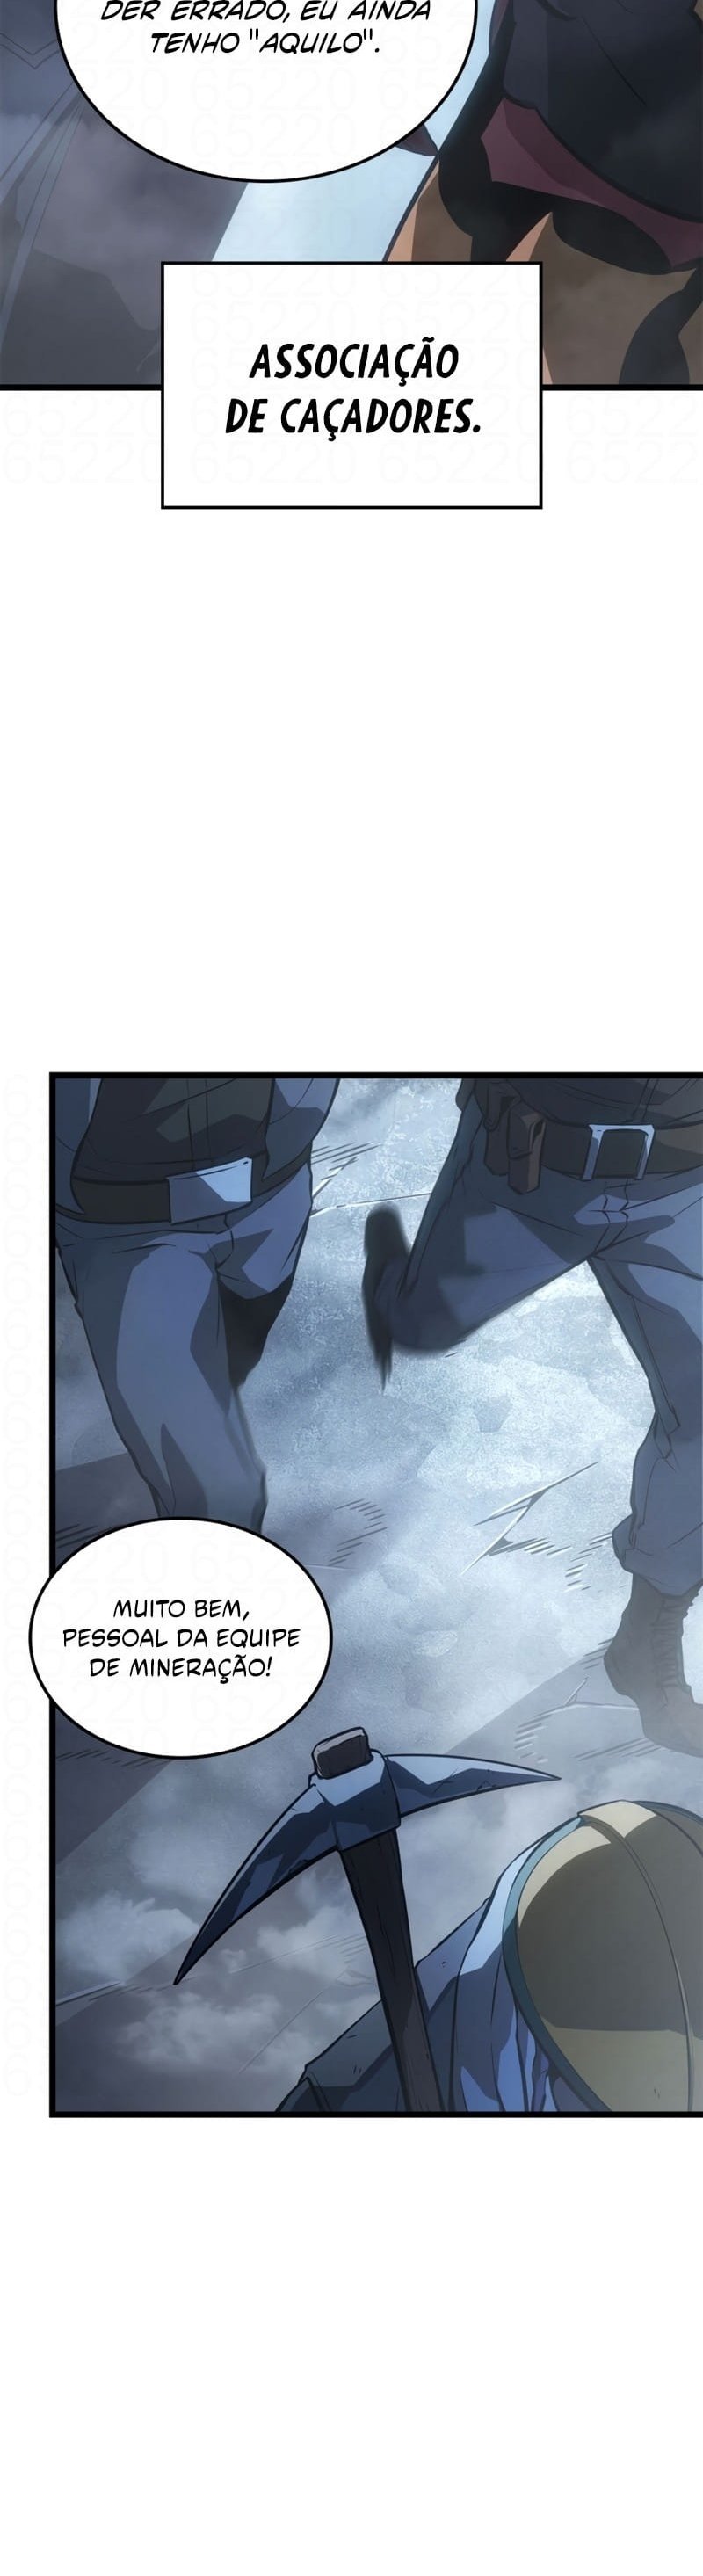 DER ERRADO, EU AINDA
TENHO "AQUILO".
ASSOCIAÇÃO
DE CAÇADORES.
MUITO BEM,
PESSOAL DA EQUIPE
DE MINERAÇÃO!